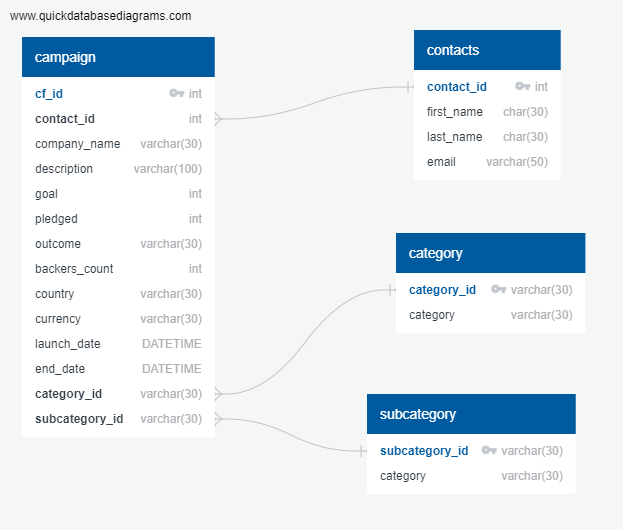 www.quickdatabasediagrams.com
campaign
cf_id int
contact_id int
company_name varchar(30)
description varchar(100)
goal int
pledged int
outcome varchar(30)
backers_count int
country varchar(30)
currency varchar(30)
launch_date DATETIME
end_date DATETIME
category_id varchar(30)
subcategory_id varchar(30)
contacts
contact_id int
first_name char(30)
last_name char(30)
email varchar(50)
category
category_id varchar(30)
category varchar(30)
subcategory
subcategory_id varchar(30)
category varchar(30)